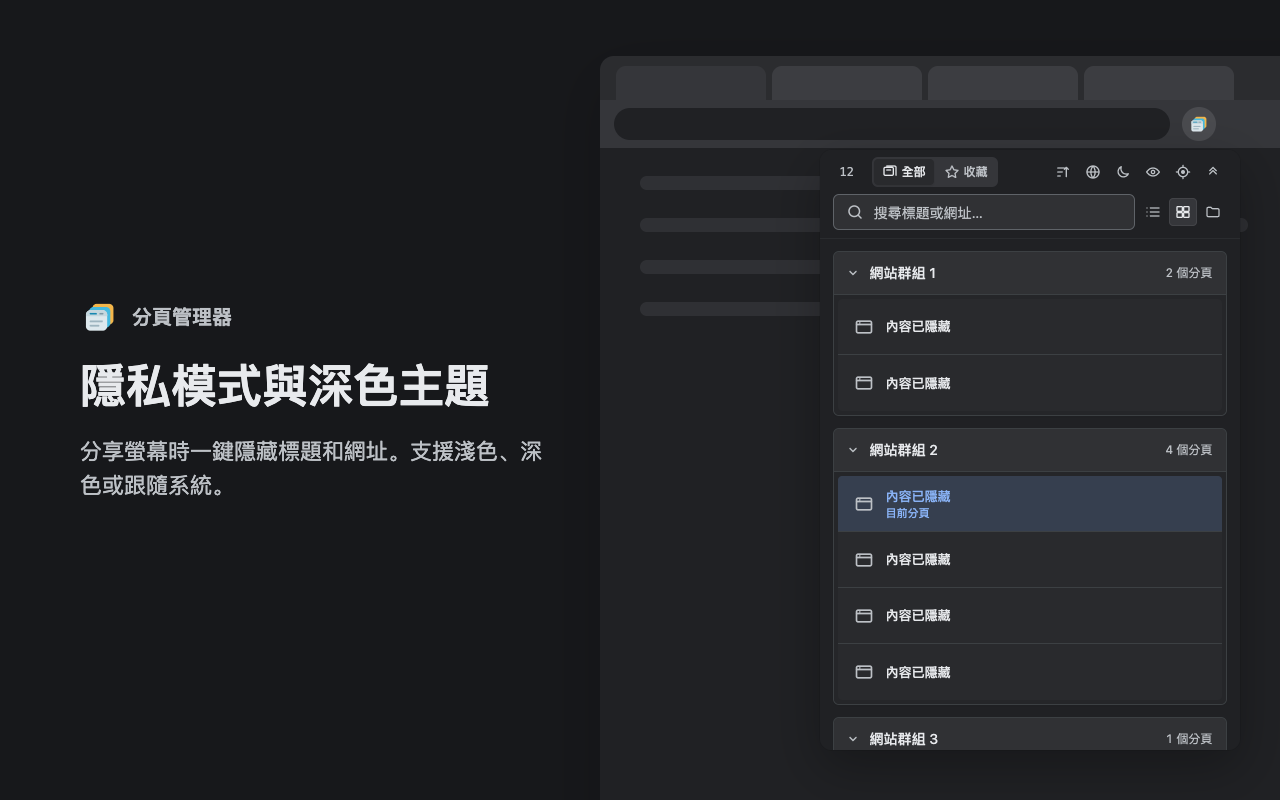 分頁管理器
隱私模式與深色主題
分享螢幕時一鍵隱藏標題和網址。支援淺色、深
色或跟隨系統。
12
全部
收藏
搜尋標題或網址...
網站群組 1
2 個分頁
內容已隱藏
內容已隱藏
網站群組 2
4 個分頁
內容已隱藏
目前分頁
內容已隱藏
內容已隱藏
內容已隱藏
網站群組 3
1 個分頁